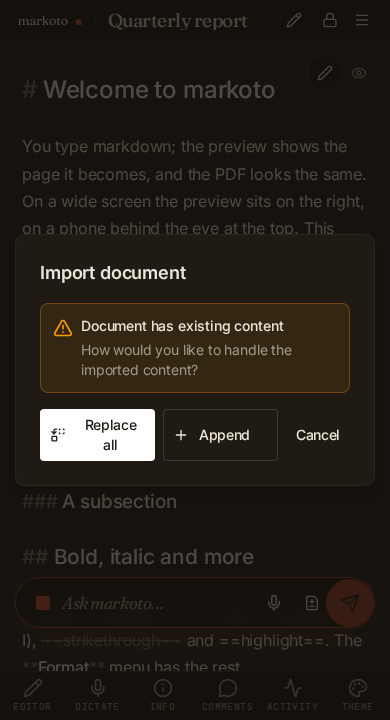 markoto
Quarterly report
# Welcome to markoto
You type markdown; the preview shows the
page it becomes, and the PDF looks the same.
On a wide screen the preview sits on the right,
on a phone behind the eye at the top. This
Import document
Document has existing content
How would you like to handle the
imported content?
Replace
all
Append
Cancel
### A subsection
## Bold, italic and more
Ask markoto...
I), ~~strikethrough~~ and ==highlight==. The
**Format** menu has the rest
EDITOR
DICTATE
INFO
COMMENTS
ACTIVITY
THEME